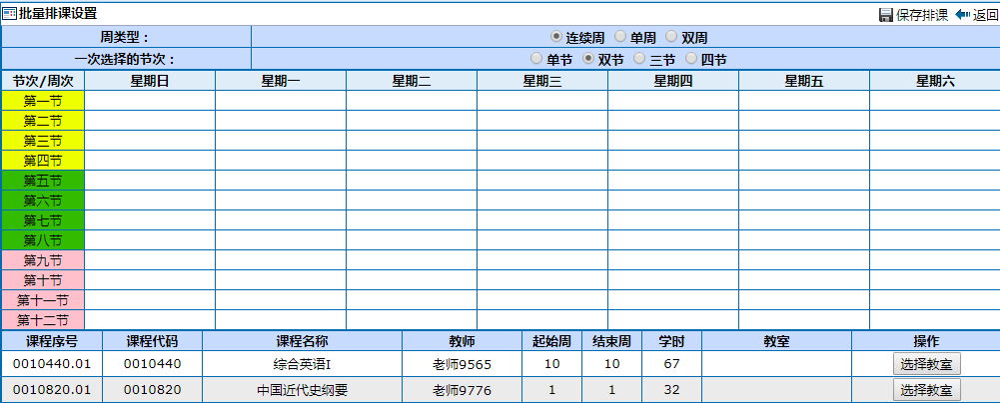 批量排课设置 保存排课 返回
周类型： 连续周 单周 双周
一次选择的节次： 单节 双节 三节 四节
节次/周次 星期日 星期一 星期二 星期三 星期四 星期五 星期六
第一节
第二节
第三节
第四节
第五节
第六节
第七节
第八节
第九节
第十节
第十一节
第十二节
课程序号 课程代码 课程名称 教师 起始周 结束周 学时 教室 操作
0010440.01 0010440 综合英语I 老师9565 10 10 67 选择教室
0010820.01 0010820 中国近代史纲要 老师9776 1 1 32 选择教室